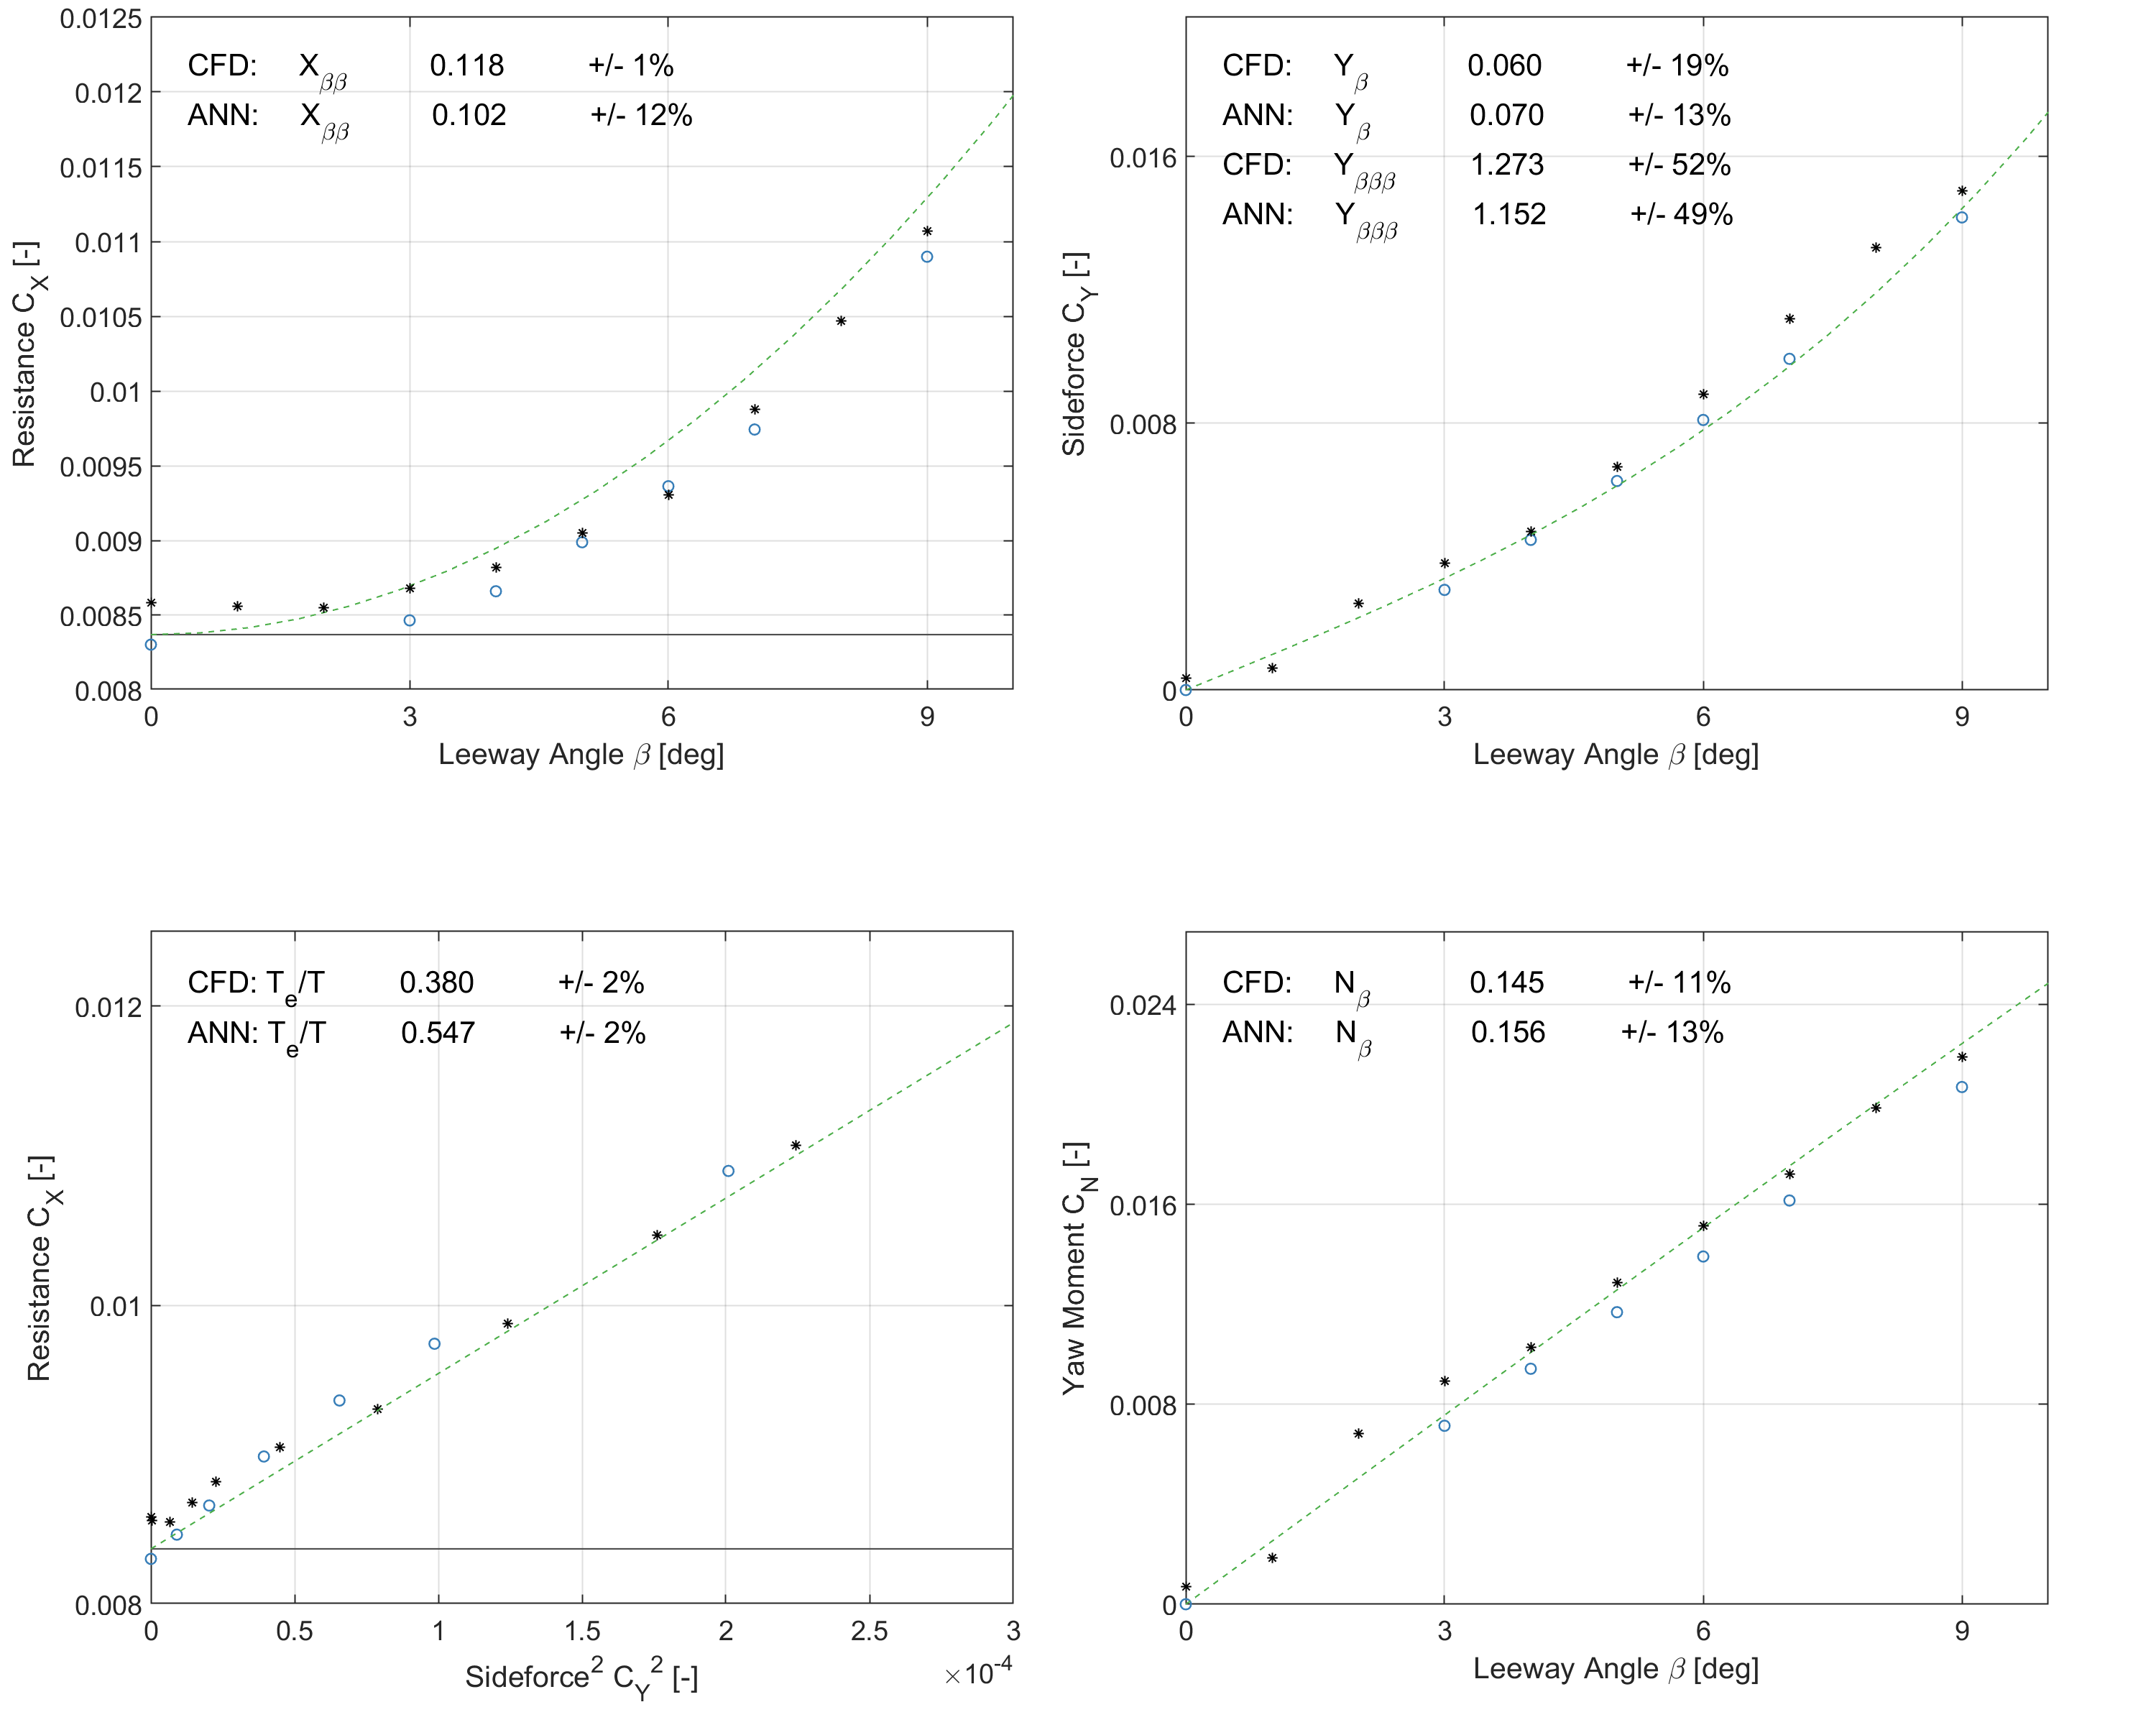 0.0125
0.012
0.0115
0.011
0.0105
0.01
0.0095
0.009
0.0085
0.008
Resistance C_X [-]
CFD: X_ββ 0.118 +/- 1%
ANN: X_ββ 0.102 +/- 12%
0 3 6 9
Leeway Angle β [deg]
0.016
0.008
0
Sideforce C_Y [-]
CFD: Y_β 0.060 +/- 19%
ANN: Y_β 0.070 +/- 13%
CFD: Y_βββ 1.273 +/- 52%
ANN: Y_βββ 1.152 +/- 49%
0 3 6 9
Leeway Angle β [deg]
0.012
0.01
0.008
Resistance C_X [-]
CFD: T_e/T 0.380 +/- 2%
ANN: T_e/T 0.547 +/- 2%
0 0.5 1 1.5 2 2.5 3
Sideforce² C_Y² [-]
×10⁻⁴
0.024
0.016
0.008
0
Yaw Moment C_N [-]
CFD: N_β 0.145 +/- 11%
ANN: N_β 0.156 +/- 13%
0 3 6 9
Leeway Angle β [deg]